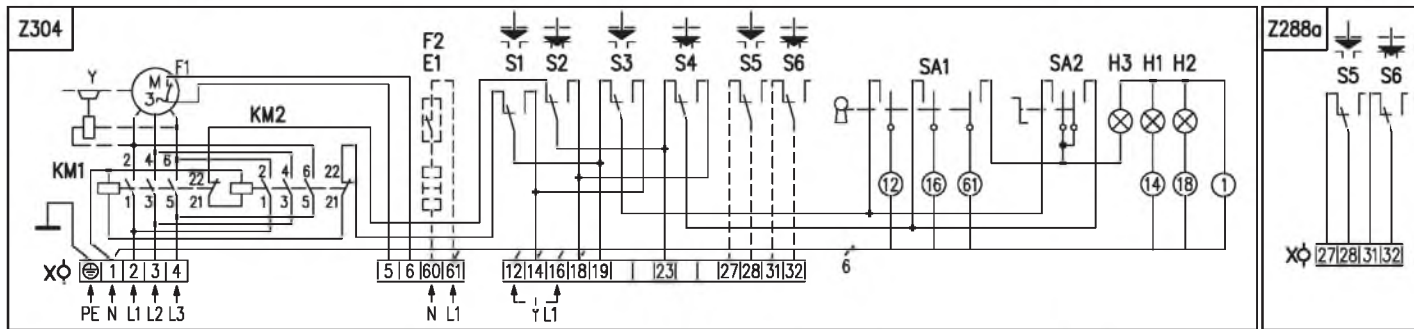 Z304
Z288a
F2
E1
S1 S2 S3 S4 S5 S6 SA1 SA2 H3 H1 H2
S5 S6
Y
M
3~
F1
KM2
KM1
2 4 6 22 2 4 6 22
1 3 5 21 1 3 5 21
12 16 61 14 18 1
6
X 1 2 3 4 5 6 60 61 12 14 16 18 19 23 27 28 31 32
X 27 28 31 32
PE N L1 L2 L3 N L1 Y L1